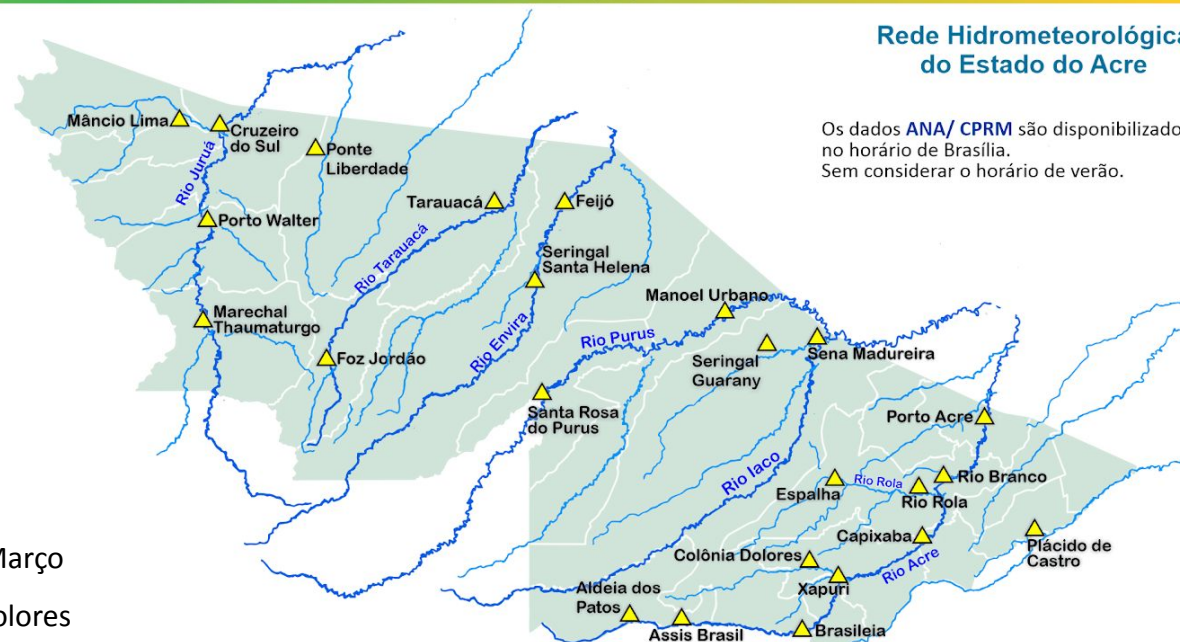 Rede Hidrometeorológica
do Estado do Acre
Os dados ANA/ CPRM são disponibilizado
no horário de Brasília.
Sem considerar o horário de verão.
Mâncio Lima
Cruzeiro
do Sul
Ponte
Liberdade
Rio Juruá
Porto Walter
Tarauacá
Feijó
Rio Tarauacá
Seringal
Santa Helena
Manoel Urbano
Marechal
Thaumaturgo
Rio Envira
Rio Purus
Foz Jordão
Seringal
Guarany
Sena Madureira
Santa Rosa
do Purus
Porto Acre
Rio Iaco
Espalha
Rio Rola
Rio Rola
Rio Branco
Capixaba
Plácido de
Castro
Março
Colônia Dolores
Rio Acre
Xapuri
Aldeia dos
Patos
olores
Assis Brasil
Brasileia